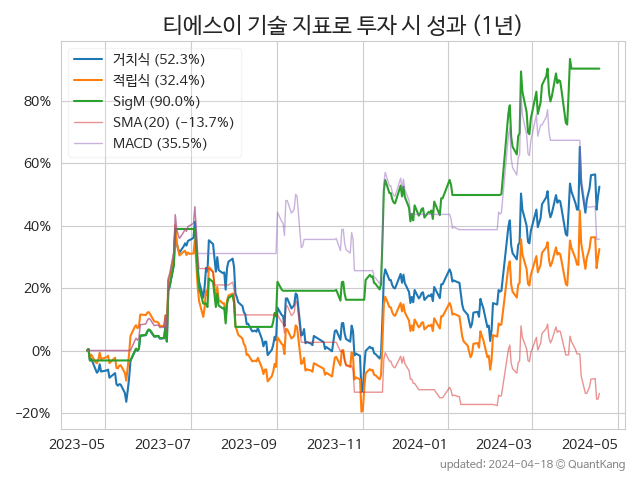 티에스이 기술 지표로 투자 시 성과 (1년)
거치식 (52.3%)
적립식 (32.4%)
SigM (90.0%)
SMA(20) (−13.7%)
MACD (35.5%)
80%
60%
40%
20%
0%
−20%
2023-05 2023-07 2023-09 2023-11 2024-01 2024-03 2024-05
updated: 2024-04-18 © QuantKang